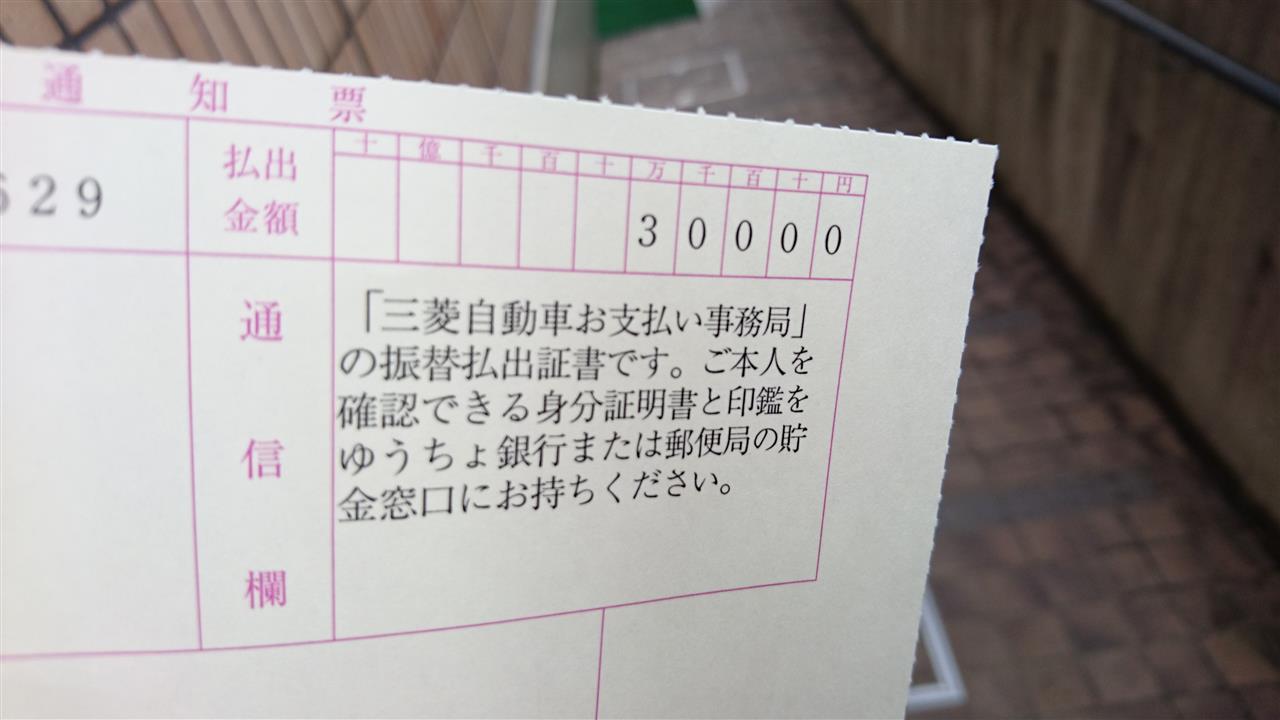 通知票
29
払出金額
十億千百十万千百十円
30000
通信欄
「三菱自動車お支払い事務局」
の振替払出証書です。ご本人を
確認できる身分証明書と印鑑を
ゆうちょ銀行または郵便局の貯
金窓口にお持ちください。